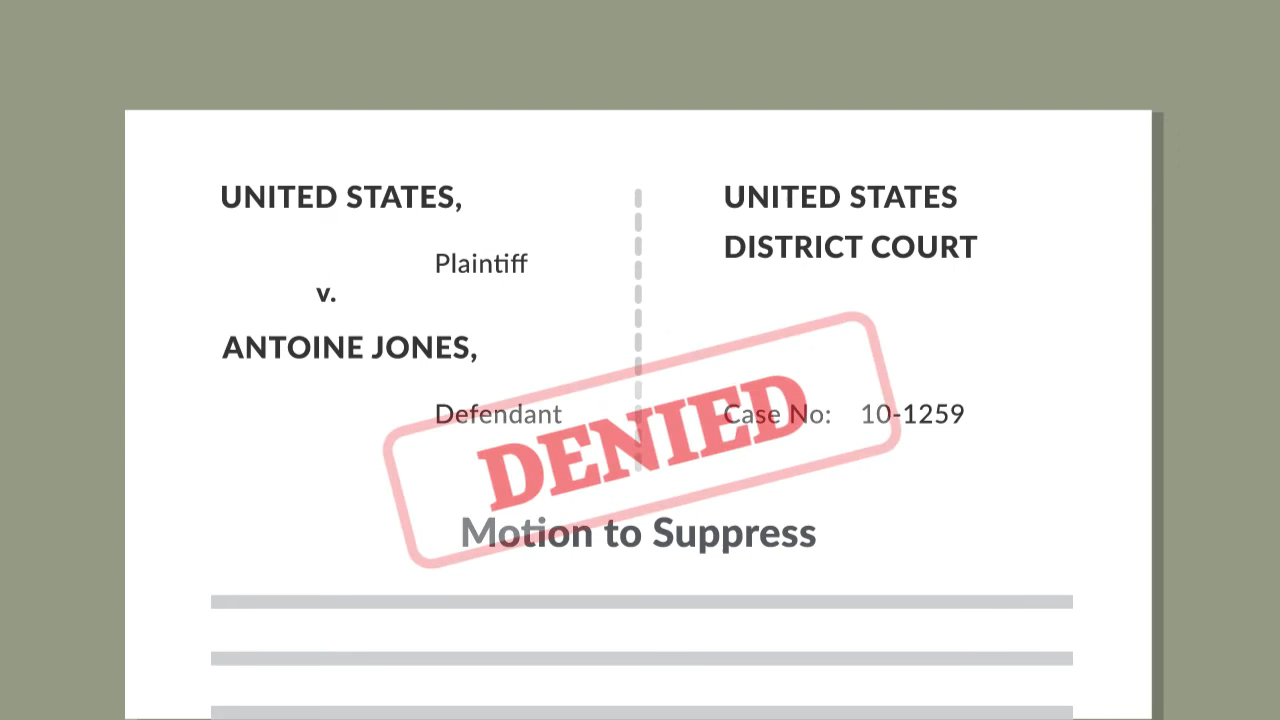 UNITED STATES,
Plaintiff
v.
ANTOINE JONES,
Defendant
UNITED STATES
DISTRICT COURT
Case No: 10-1259
DENIED
Motion to Suppress